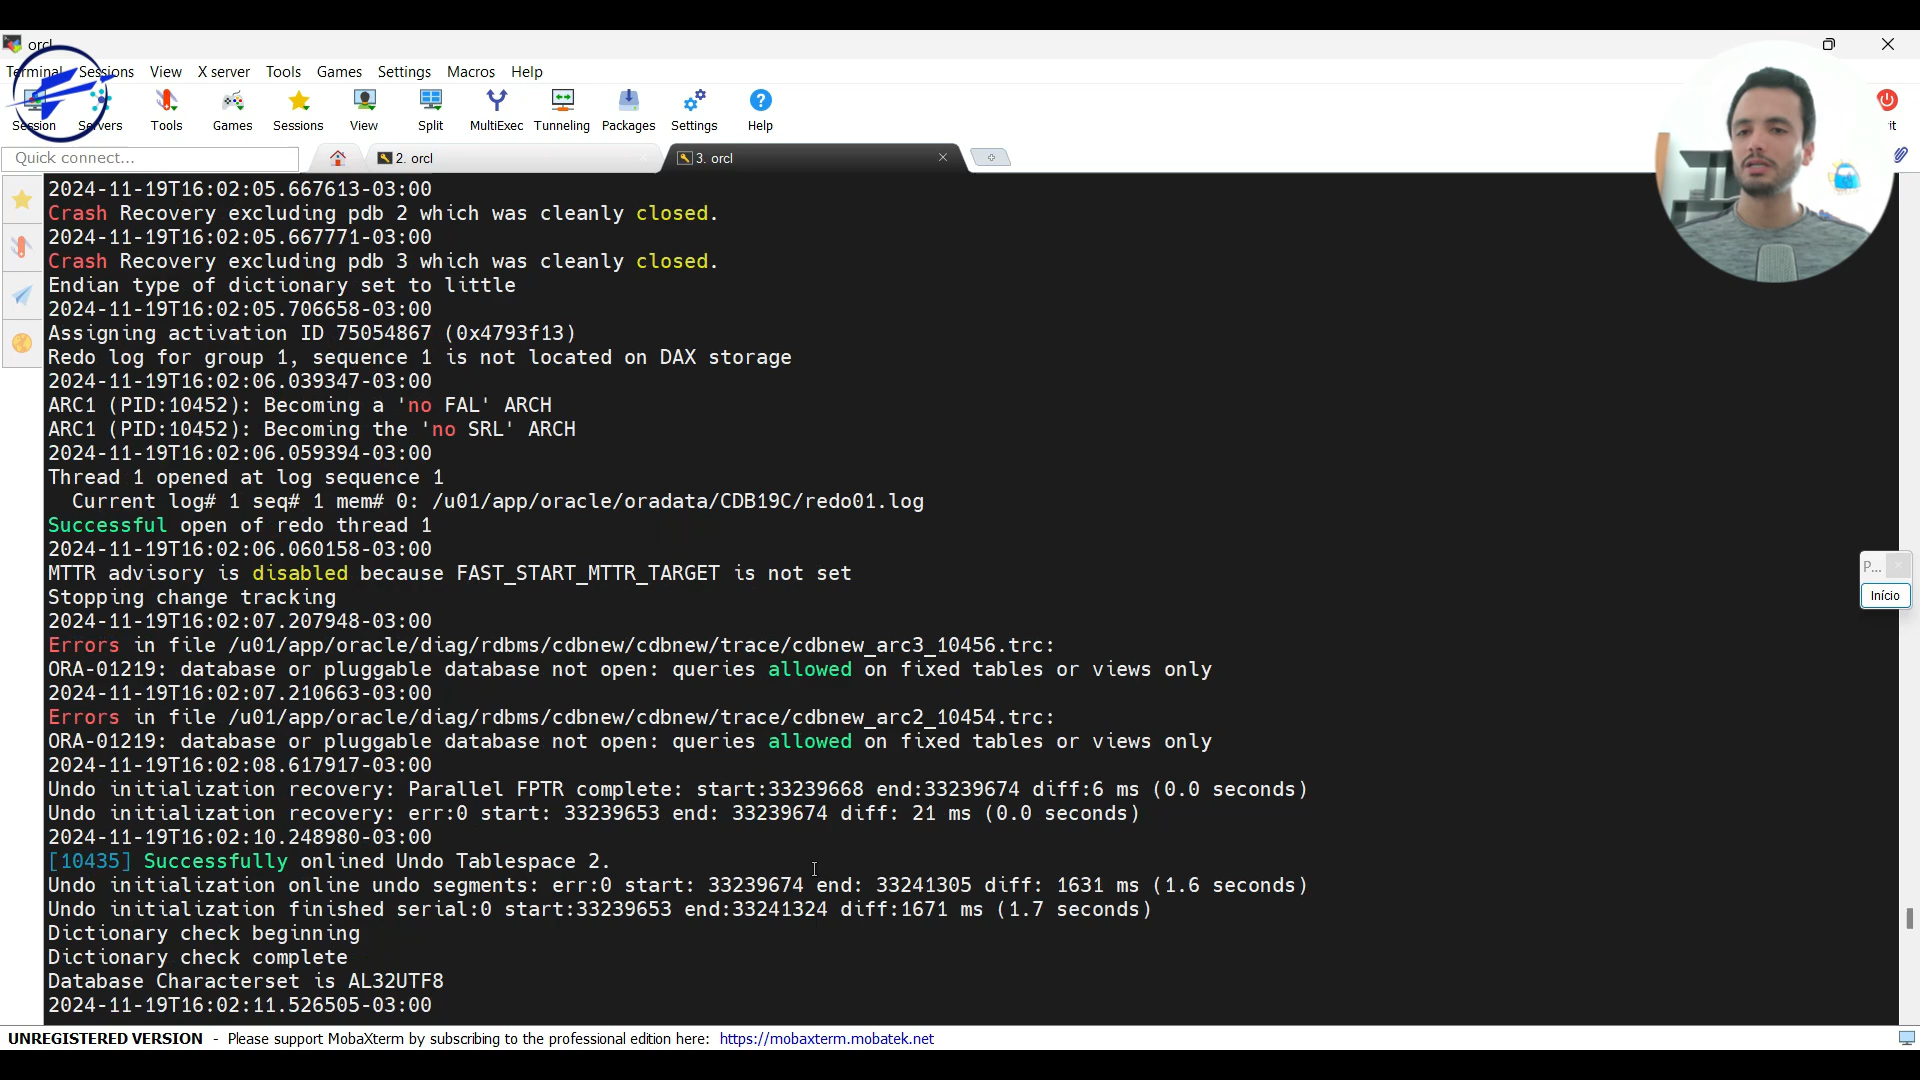 orcl
Terminal Sessions View X server Tools Games Settings Macros Help
Session Servers Tools Games Sessions View Split MultiExec Tunneling Packages Settings Help
Quick connect...
2. orcl
3. orcl
2024-11-19T16:02:05.667613-03:00
Crash Recovery excluding pdb 2 which was cleanly closed.
2024-11-19T16:02:05.667771-03:00
Crash Recovery excluding pdb 3 which was cleanly closed.
Endian type of dictionary set to little
2024-11-19T16:02:05.706658-03:00
Assigning activation ID 75054867 (0x4793f13)
Redo log for group 1, sequence 1 is not located on DAX storage
2024-11-19T16:02:06.039347-03:00
ARC1 (PID:10452): Becoming a 'no FAL' ARCH
ARC1 (PID:10452): Becoming the 'no SRL' ARCH
2024-11-19T16:02:06.059394-03:00
Thread 1 opened at log sequence 1
Current log# 1 seq# 1 mem# 0: /u01/app/oracle/oradata/CDB19C/redo01.log
Successful open of redo thread 1
2024-11-19T16:02:06.060158-03:00
MTTR advisory is disabled because FAST_START_MTTR_TARGET is not set
Stopping change tracking
2024-11-19T16:02:07.207948-03:00
Errors in file /u01/app/oracle/diag/rdbms/cdbnew/cdbnew/trace/cdbnew_arc3_10456.trc:
ORA-01219: database or pluggable database not open: queries allowed on fixed tables or views only
2024-11-19T16:02:07.210663-03:00
Errors in file /u01/app/oracle/diag/rdbms/cdbnew/cdbnew/trace/cdbnew_arc2_10454.trc:
ORA-01219: database or pluggable database not open: queries allowed on fixed tables or views only
2024-11-19T16:02:08.617917-03:00
Undo initialization recovery: Parallel FPTR complete: start:33239668 end:33239674 diff:6 ms (0.0 seconds)
Undo initialization recovery: err:0 start: 33239653 end: 33239674 diff: 21 ms (0.0 seconds)
2024-11-19T16:02:10.248980-03:00
[10435] Successfully onlined Undo Tablespace 2.
Undo initialization online undo segments: err:0 start: 33239674 end: 33241305 diff: 1631 ms (1.6 seconds)
Undo initialization finished serial:0 start:33239653 end:33241324 diff:1671 ms (1.7 seconds)
Dictionary check beginning
Dictionary check complete
Database Characterset is AL32UTF8
2024-11-19T16:02:11.526505-03:00
P...
Início
UNREGISTERED VERSION - Please support MobaXterm by subscribing to the professional edition here: https://mobaxterm.mobatek.net